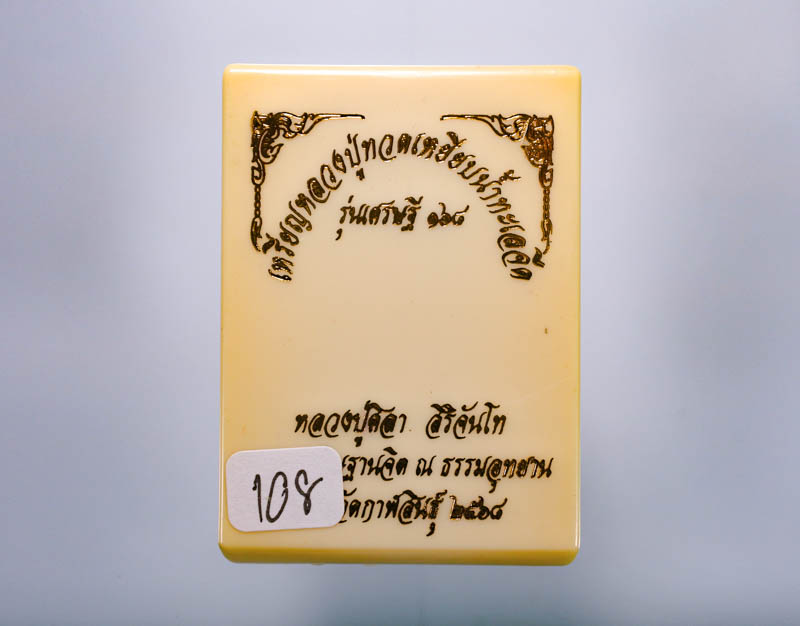 เหรียญหลวงปู่ทวดเหยียบน้ำทะเลจืด
รุ่นเศรษฐี ๑๖๘
หลวงปู่ศิลา สิริจันโท
ษฐานจิต ณ ธรรมอุทยาน
วัดกาฬสินธุ์ ๒๕๖๘
108